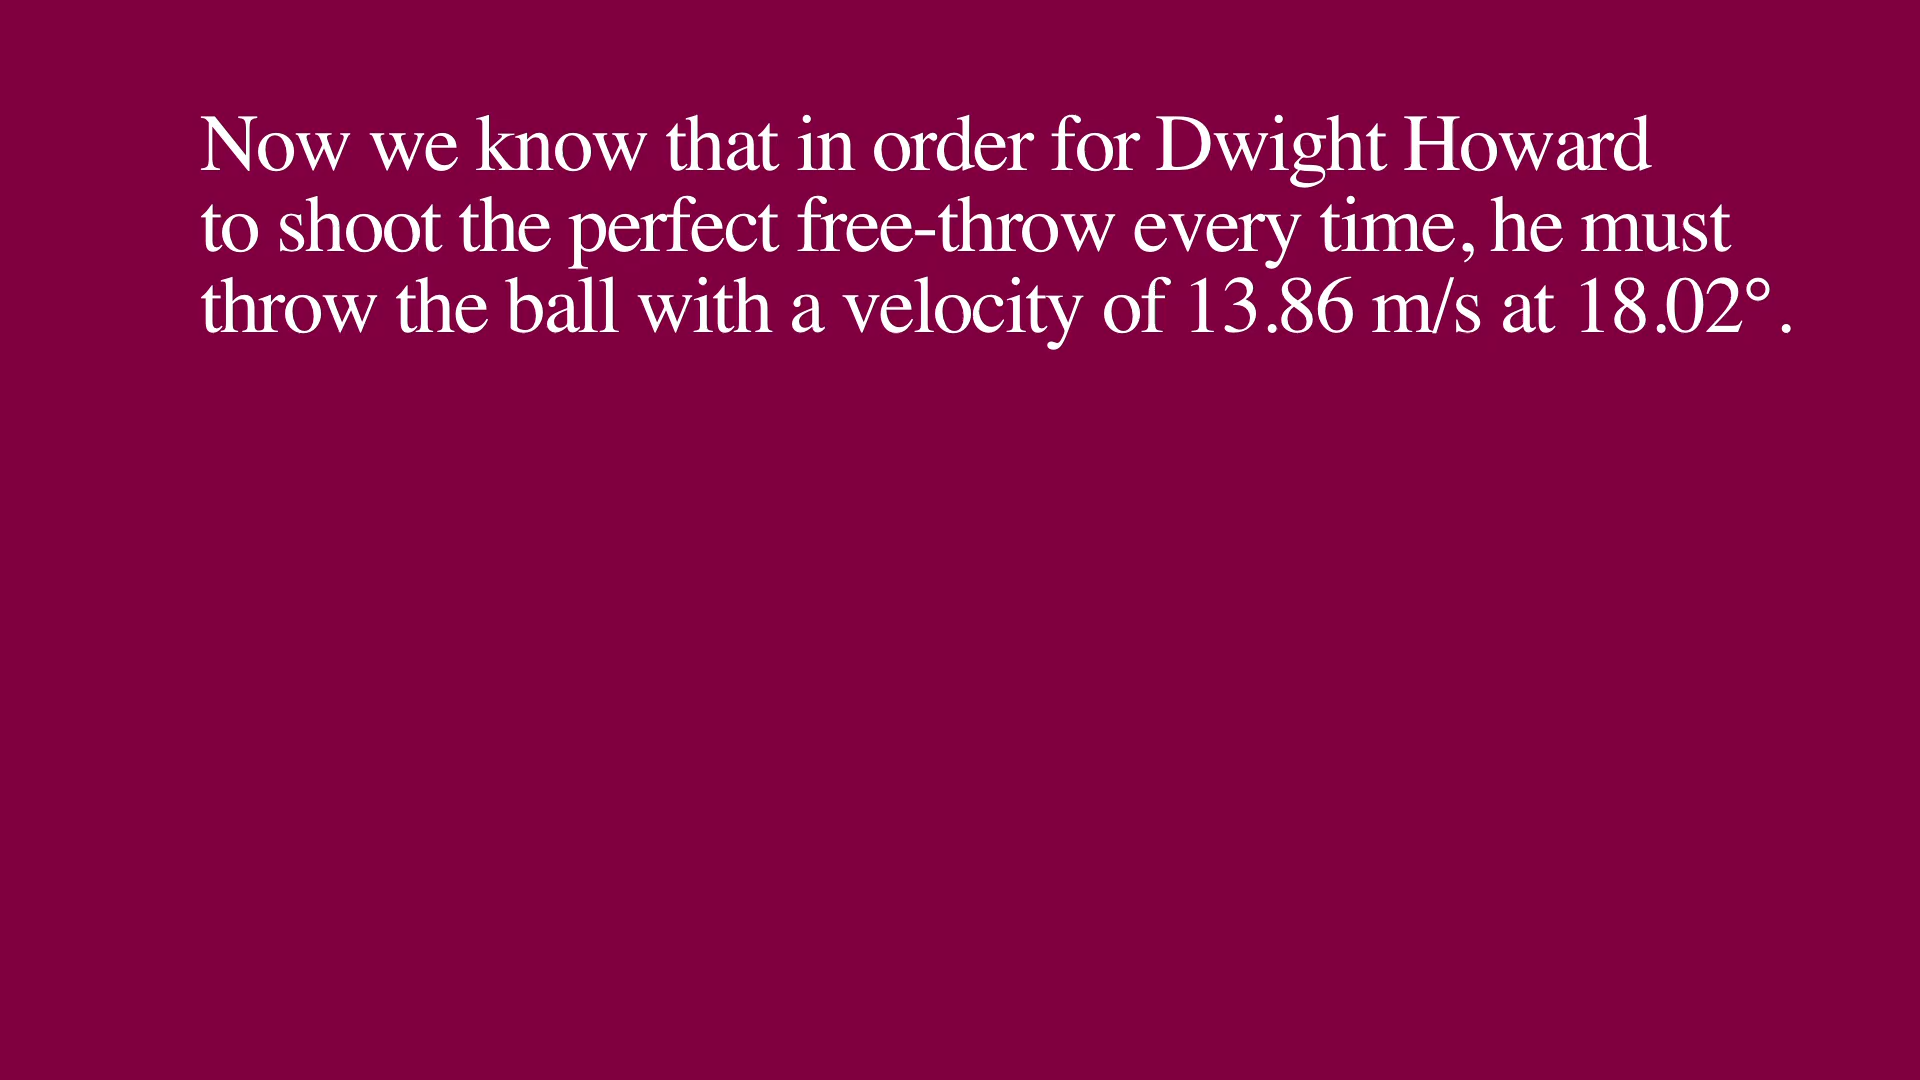 Now we know that in order for Dwight Howard
to shoot the perfect free-throw every time, he must
throw the ball with a velocity of 13.86 m/s at 18.02°.